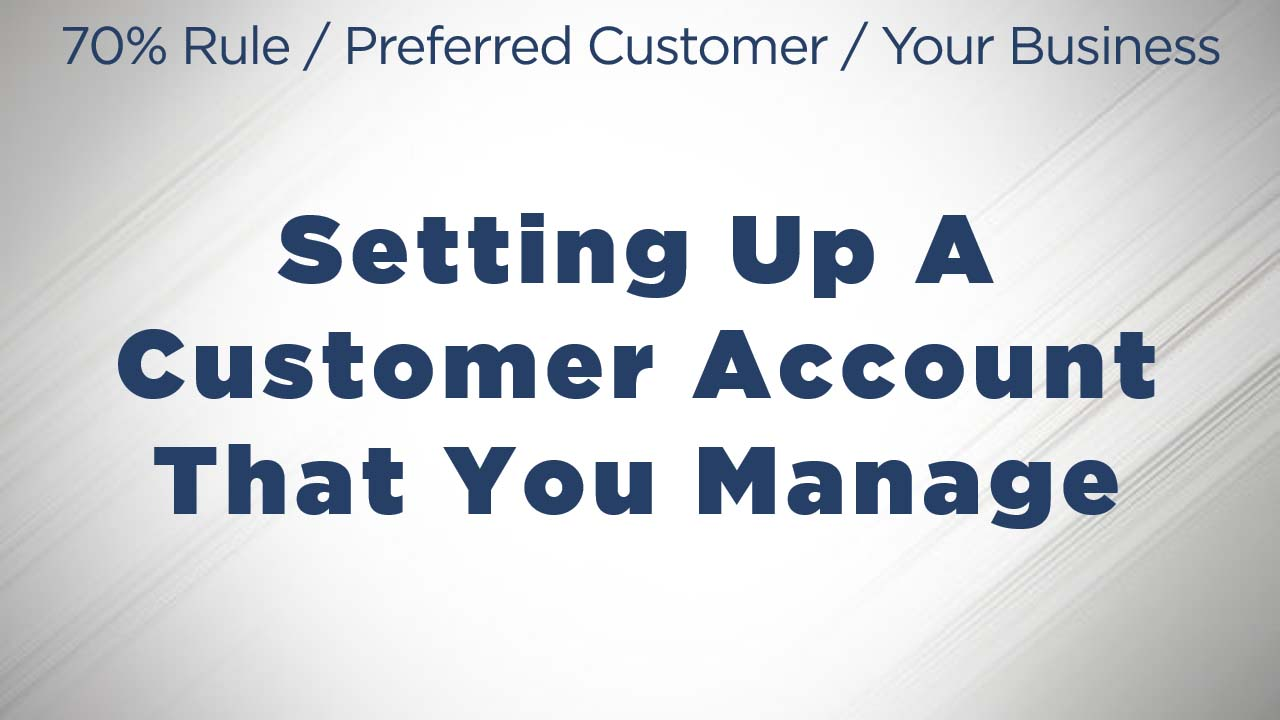 70% Rule / Preferred Customer / Your Business
Setting Up A
Customer Account
That You Manage